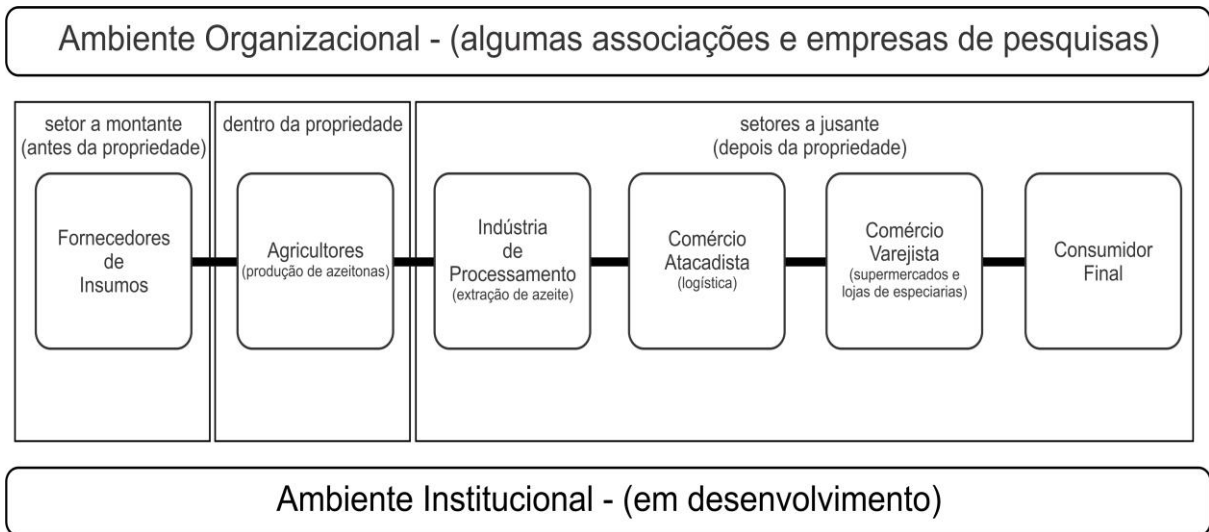 Ambiente Organizacional - (algumas associações e empresas de pesquisas)
setor a montante
(antes da propriedade)
dentro da propriedade
setores a jusante
(depois da propriedade)
Fornecedores
de
Insumos
Agricultores
(produção de azeitonas)
Indústria
de
Processamento
(extração de azeite)
Comércio
Atacadista
(logística)
Comércio
Varejista
(supermercados e
lojas de especiarias)
Consumidor
Final
Ambiente Institucional - (em desenvolvimento)